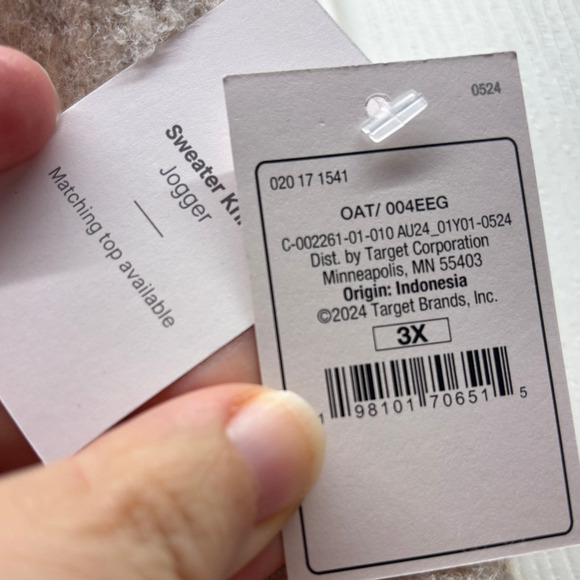 Sweater
Jogger
Matching top available
0524
020 17 1541
OAT/ 004EEG
C-002261-01-010 AU24_01Y01-0524
Dist. by Target Corporation
Minneapolis, MN 55403
Origin: Indonesia
©2024 Target Brands, Inc.
3X
1 98101 70651 5